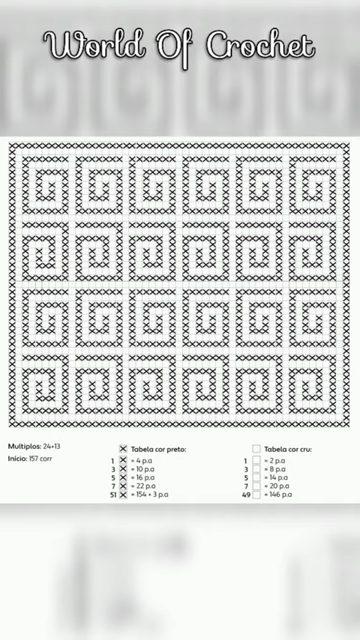 World Of Crochet
Multiplos: 24+13
Início: 157 corr
Tabela cor preto:
1 = 4 p.a
3 = 10 p.a
5 = 16 p.a
7 = 22 p.a
51 = 154 + 3 p.a
Tabela cor cru:
1 = 2 p.a
3 = 8 p.a
5 = 14 p.a
7 = 20 p.a
49 = 146 p.a